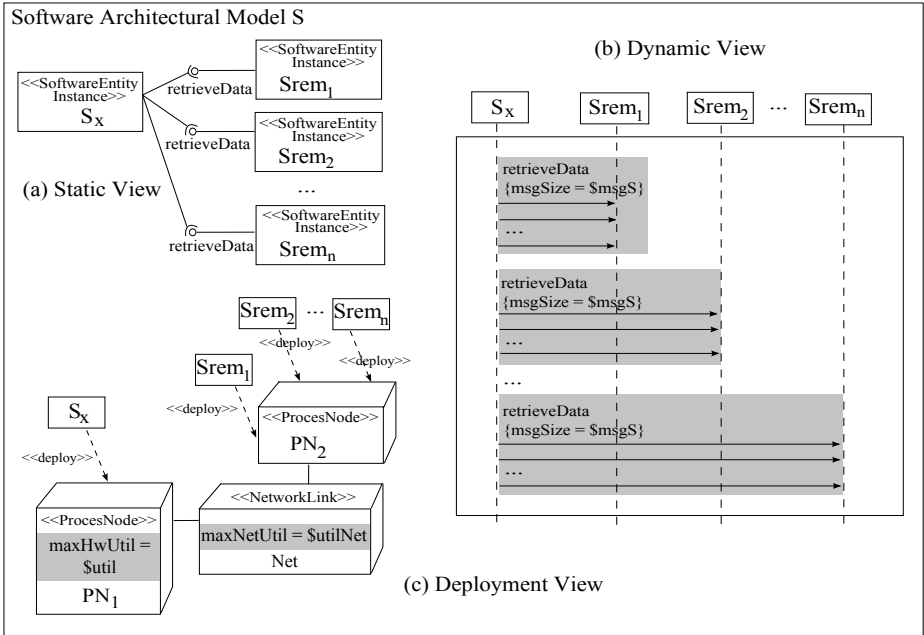 Software Architectural Model S
<<SoftwareEntity
Instance>>
Sx
retrieveData
<<SoftwareEntity
Instance>>
Srem1
retrieveData
<<SoftwareEntity
Instance>>
Srem2
...
retrieveData
<<SoftwareEntity
Instance>>
Sremn
(a) Static View
(b) Dynamic View
Sx
Srem1
Srem2
...
Sremn
retrieveData
{msgSize = $msgS}
...
retrieveData
{msgSize = $msgS}
...
...
retrieveData
{msgSize = $msgS}
...
Srem2 ... Sremn
<<deploy>>
<<deploy>>
Srem1
<<deploy>>
Sx
<<deploy>>
<<ProcesNode>>
PN2
<<NetworkLink>>
maxNetUtil = $utilNet
Net
<<ProcesNode>>
maxHwUtil =
$util
PN1
(c) Deployment View